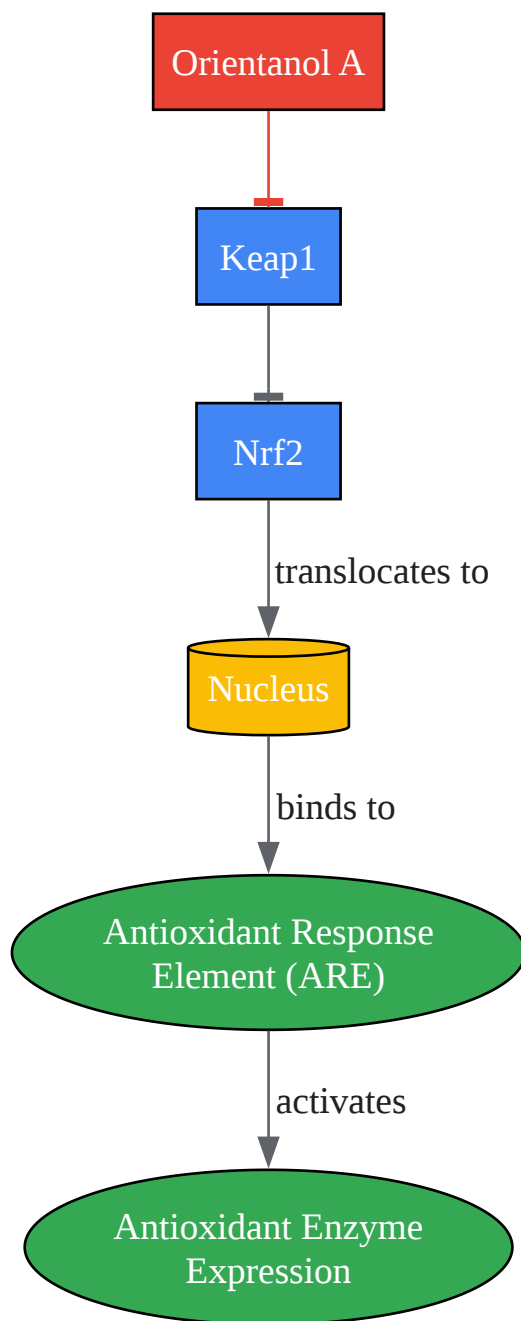 Orientanol A
Keap1
Nrf2
translocates to
Nucleus
binds to
Antioxidant Response
Element (ARE)
activates
Antioxidant Enzyme
Expression